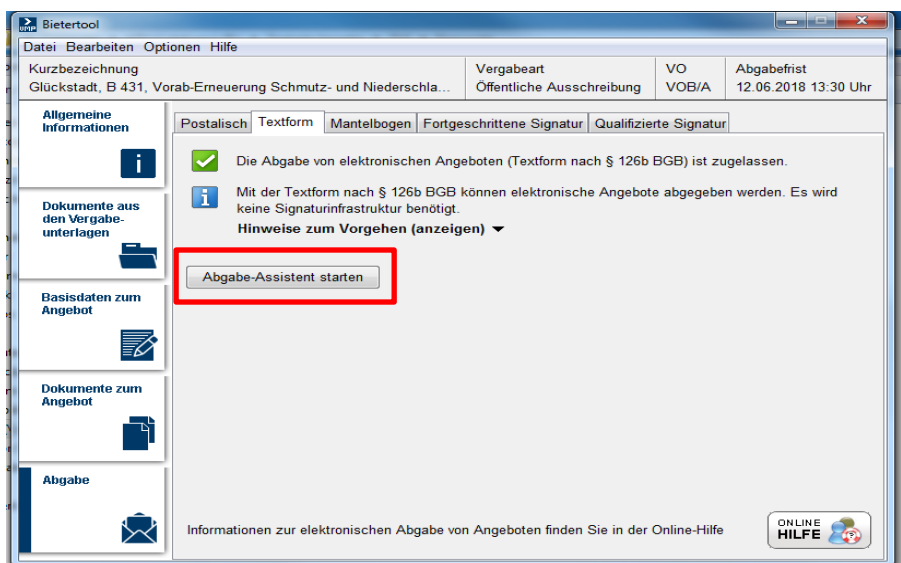 Bietertool
Datei Bearbeiten Optionen Hilfe
Kurzbezeichnung
Glückstadt, B 431, Vorab-Erneuerung Schmutz- und Niederschla...
Vergabeart
Öffentliche Ausschreibung
VO
VOB/A
Abgabefrist
12.06.2018 13:30 Uhr
Allgemeine
Informationen
Dokumente aus
den Vergabe-
unterlagen
Basisdaten zum
Angebot
Dokumente zum
Angebot
Abgabe
Postalisch Textform Mantelbogen Fortgeschrittene Signatur Qualifizierte Signatur
Die Abgabe von elektronischen Angeboten (Textform nach § 126b BGB) ist zugelassen.
Mit der Textform nach § 126b BGB können elektronische Angebote abgegeben werden. Es wird
keine Signaturinfrastruktur benötigt.
Hinweise zum Vorgehen (anzeigen)
Abgabe-Assistent starten
Informationen zur elektronischen Abgabe von Angeboten finden Sie in der Online-Hilfe
ONLINE
HILFE